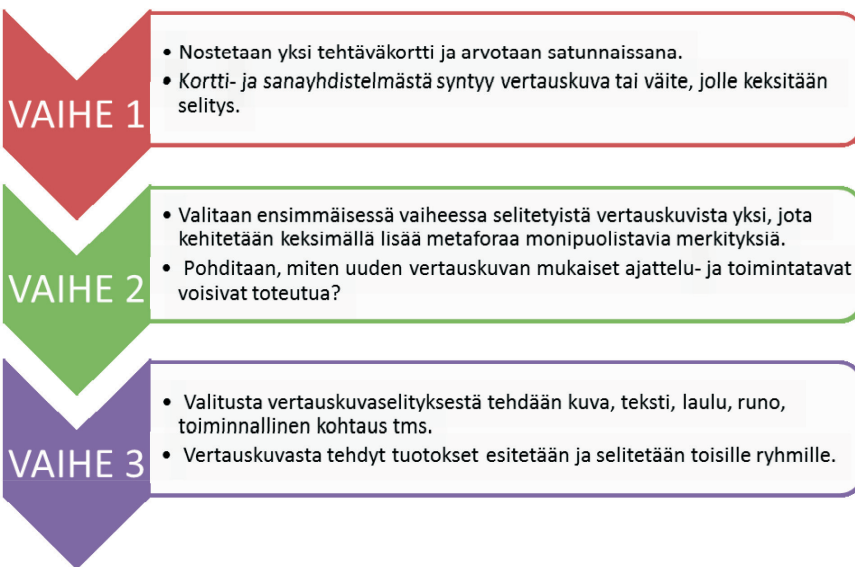 VAIHE 1
• Nostetaan yksi tehtäväkortti ja arvotaan satunnaissana.
• Kortti- ja sanayhdistelmästä syntyy vertauskuva tai väite, jolle keksitään
selitys.
VAIHE 2
• Valitaan ensimmäisessä vaiheessa selitetyistä vertauskuvista yksi, jota
kehitetään keksimällä lisää metaforaa monipuolistavia merkityksiä.
• Pohditaan, miten uuden vertauskuvan mukaiset ajattelu- ja toimintatavat
voisivat toteutua?
VAIHE 3
• Valitusta vertauskuvaselityksestä tehdään kuva, teksti, laulu, runo,
toiminnallinen kohtaus tms.
• Vertauskuvasta tehdyt tuotokset esitetään ja selitetään toisille ryhmille.